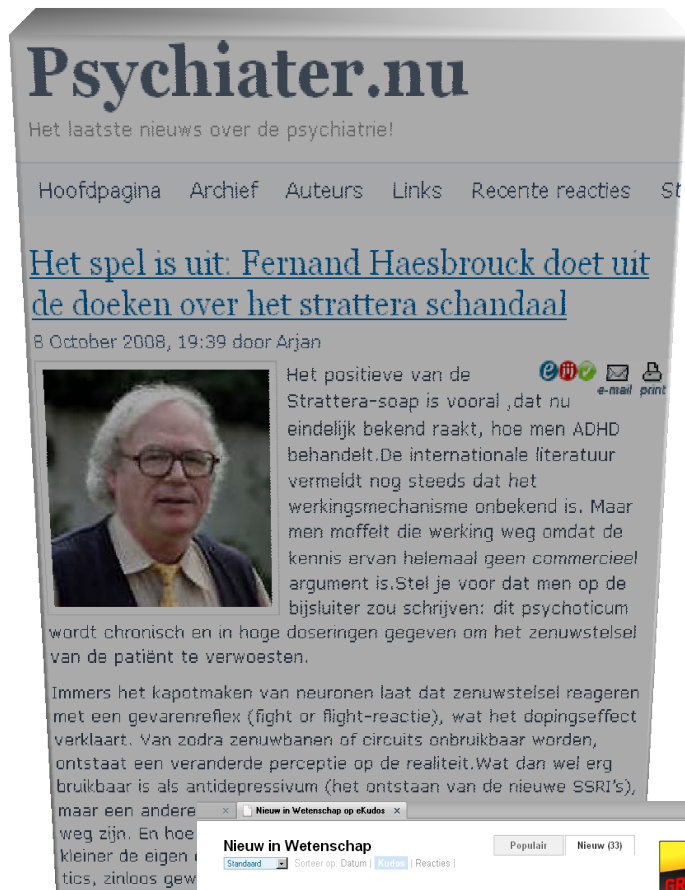 Psychiater.nu
Het laatste nieuws over de psychiatrie!
Hoofdpagina Archief Auteurs Links Recente reacties St
Het spel is uit: Fernand Haesbrouck doet uit
de doeken over het strattera schandaal
8 October 2008, 19:39 door Arjan
e-mail print
Het positieve van de
Strattera-soap is vooral ,dat nu
eindelijk bekend raakt, hoe men ADHD
behandelt.De internationale literatuur
vermeldt nog steeds dat het
werkingsmechanisme onbekend is. Maar
men moffelt die werking weg omdat de
kennis ervan helemaal geen commercieel
argument is.Stel je voor dat men op de
bijsluiter zou schrijven: dit psychoticum
wordt chronisch en in hoge doseringen gegeven om het zenuwstelsel
van de patiënt te verwoesten.
Immers het kapotmaken van neuronen laat dat zenuwstelsel reageren
met een gevarenreflex (fight or flight-reactie), wat het dopingseffect
verklaart. Van zodra zenuwbanen of circuits onbruikbaar worden,
ontstaat een veranderde perceptie op de realiteit.Wat dan wel erg
bruikbaar is als antidepressivum (het ontstaan van de nieuwe SSRI's),
maar een andere
weg zijn. En hoe
kleiner de eigen
tics, zinloos gew
Nieuw in Wetenschap op eKudos
Nieuw in Wetenschap
Populair Nieuw (33)
Standaard Sorteer op: Datum | Kudos | Reacties |
GR